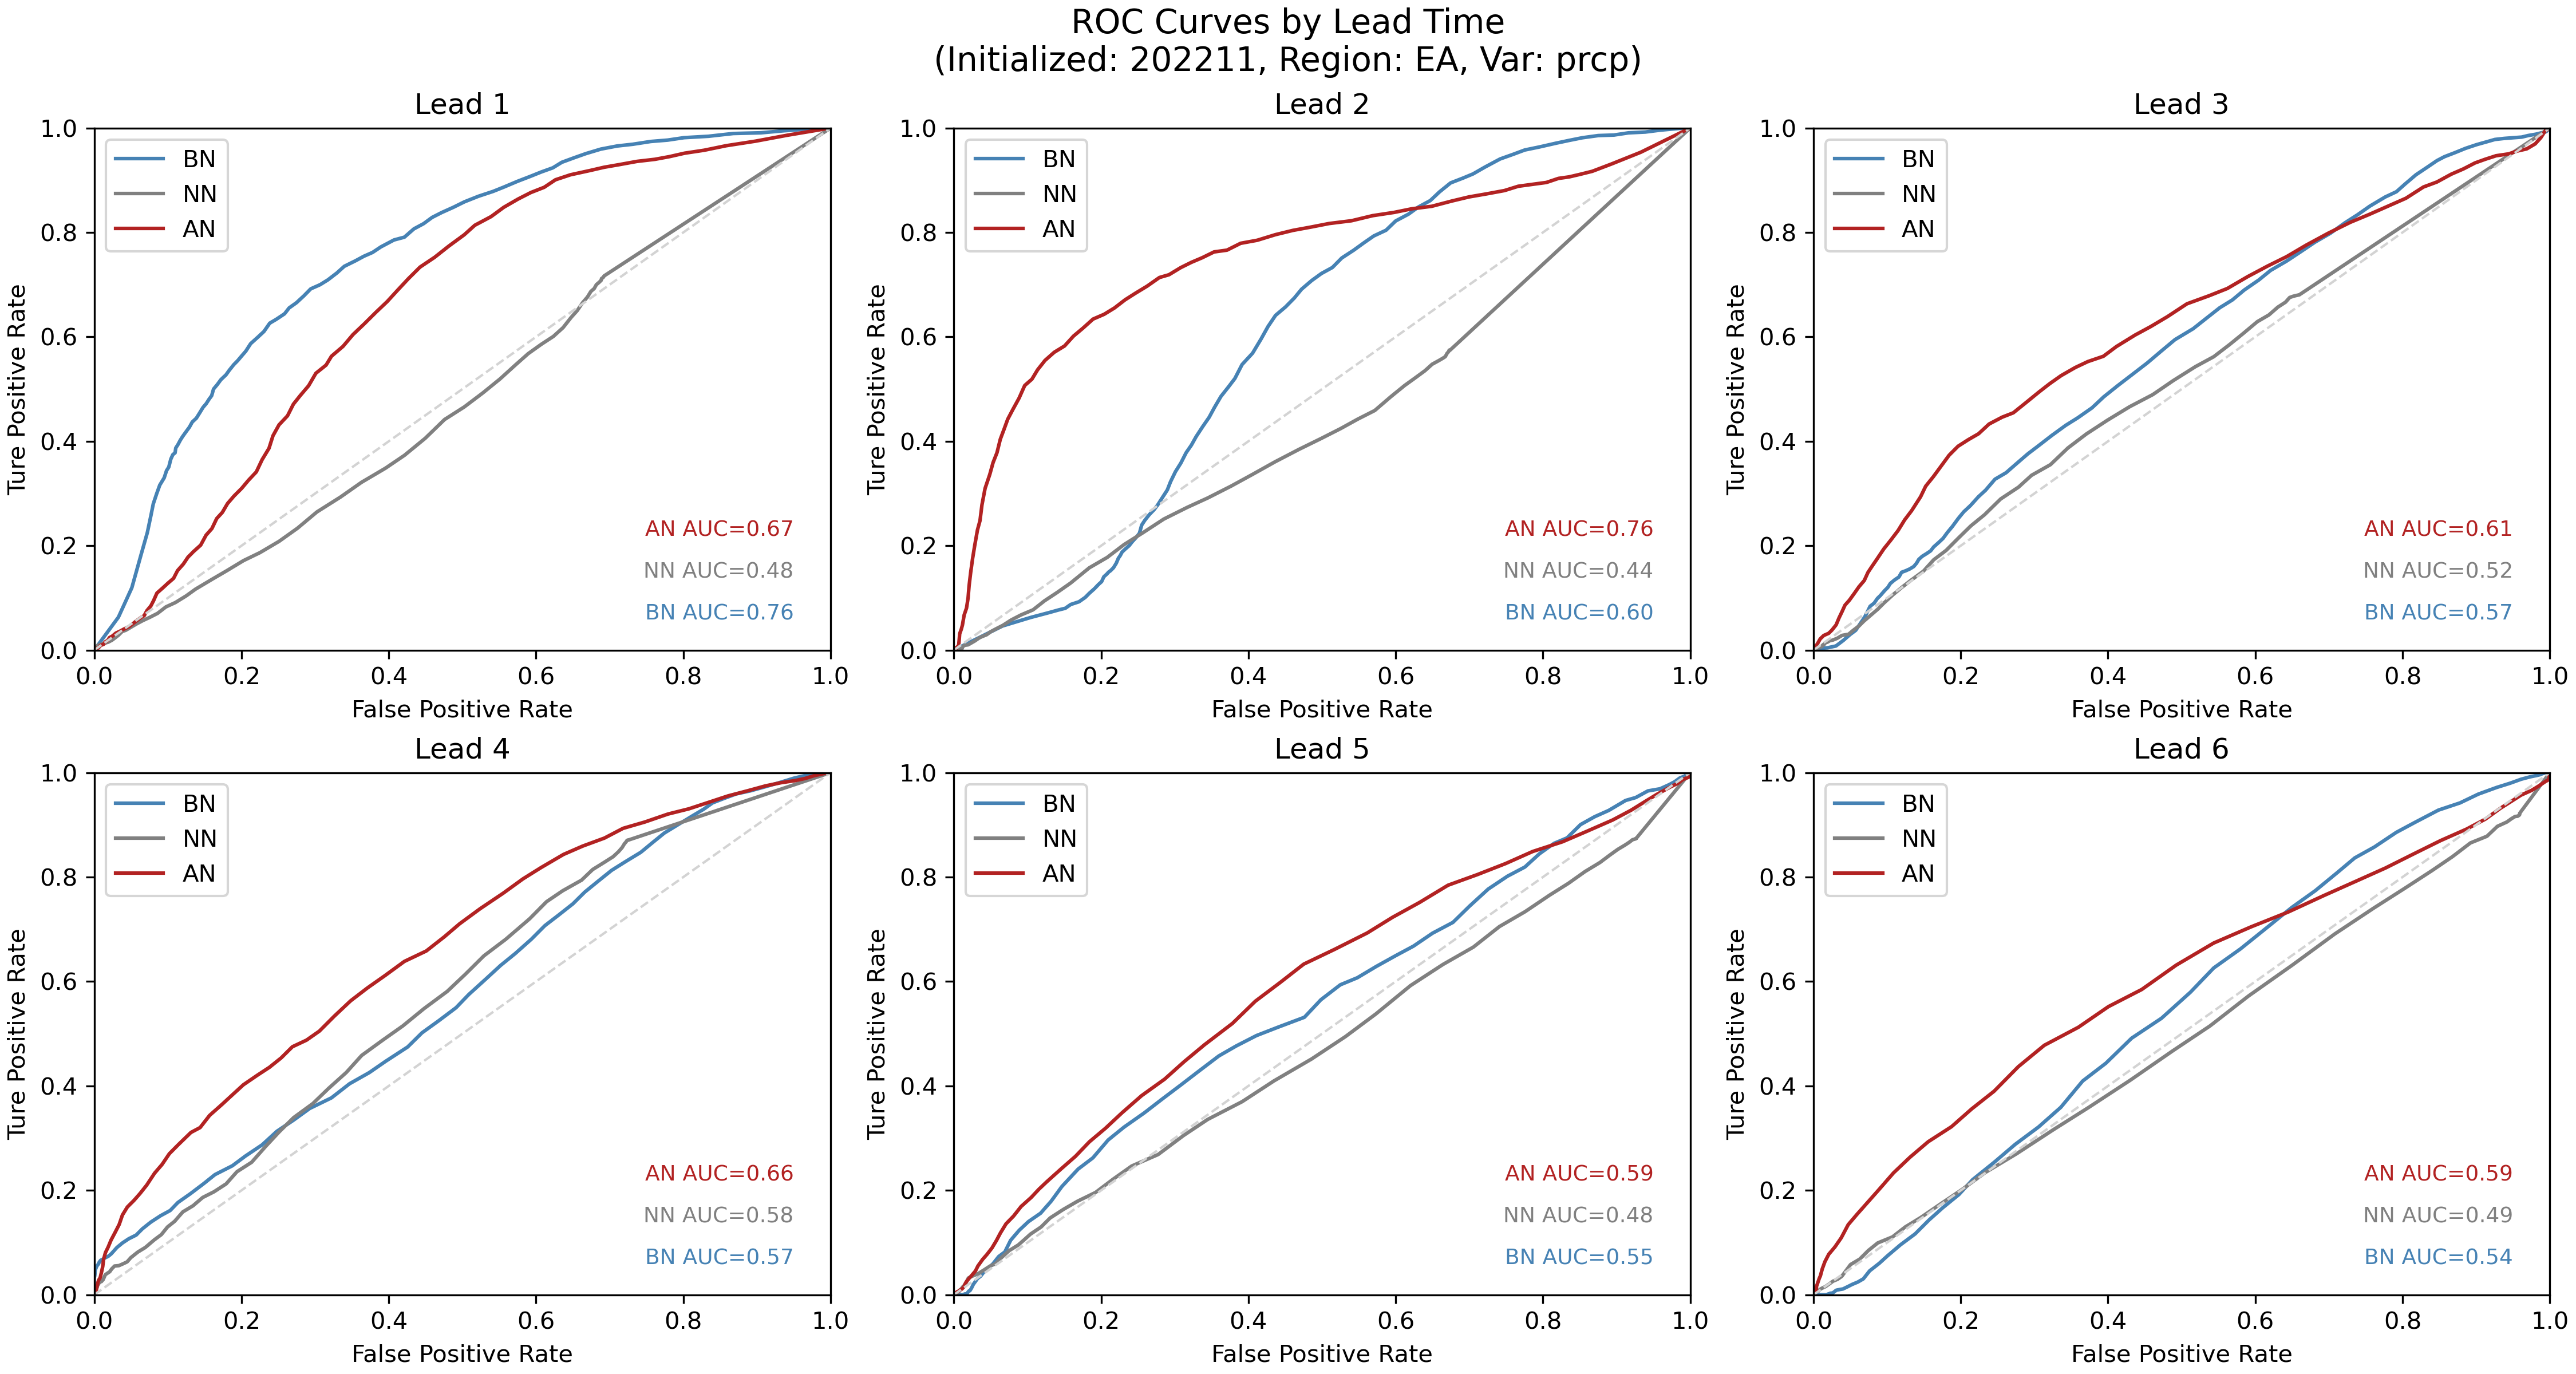 ROC Curves by Lead Time
(Initialized: 202211, Region: EA, Var: prcp)
Lead 1
1.0
0.8
0.6
0.4
0.2
0.0
Ture Positive Rate
BN
NN
AN
AN AUC=0.67
NN AUC=0.48
BN AUC=0.76
0.0 0.2 0.4 0.6 0.8 1.0
False Positive Rate
Lead 2
1.0
0.8
0.6
0.4
0.2
0.0
Ture Positive Rate
BN
NN
AN
AN AUC=0.76
NN AUC=0.44
BN AUC=0.60
0.0 0.2 0.4 0.6 0.8 1.0
False Positive Rate
Lead 3
1.0
0.8
0.6
0.4
0.2
0.0
Ture Positive Rate
BN
NN
AN
AN AUC=0.61
NN AUC=0.52
BN AUC=0.57
0.0 0.2 0.4 0.6 0.8 1.0
False Positive Rate
Lead 4
1.0
0.8
0.6
0.4
0.2
0.0
Ture Positive Rate
BN
NN
AN
AN AUC=0.66
NN AUC=0.58
BN AUC=0.57
0.0 0.2 0.4 0.6 0.8 1.0
False Positive Rate
Lead 5
1.0
0.8
0.6
0.4
0.2
0.0
Ture Positive Rate
BN
NN
AN
AN AUC=0.59
NN AUC=0.48
BN AUC=0.55
0.0 0.2 0.4 0.6 0.8 1.0
False Positive Rate
Lead 6
1.0
0.8
0.6
0.4
0.2
0.0
Ture Positive Rate
BN
NN
AN
AN AUC=0.59
NN AUC=0.49
BN AUC=0.54
0.0 0.2 0.4 0.6 0.8 1.0
False Positive Rate